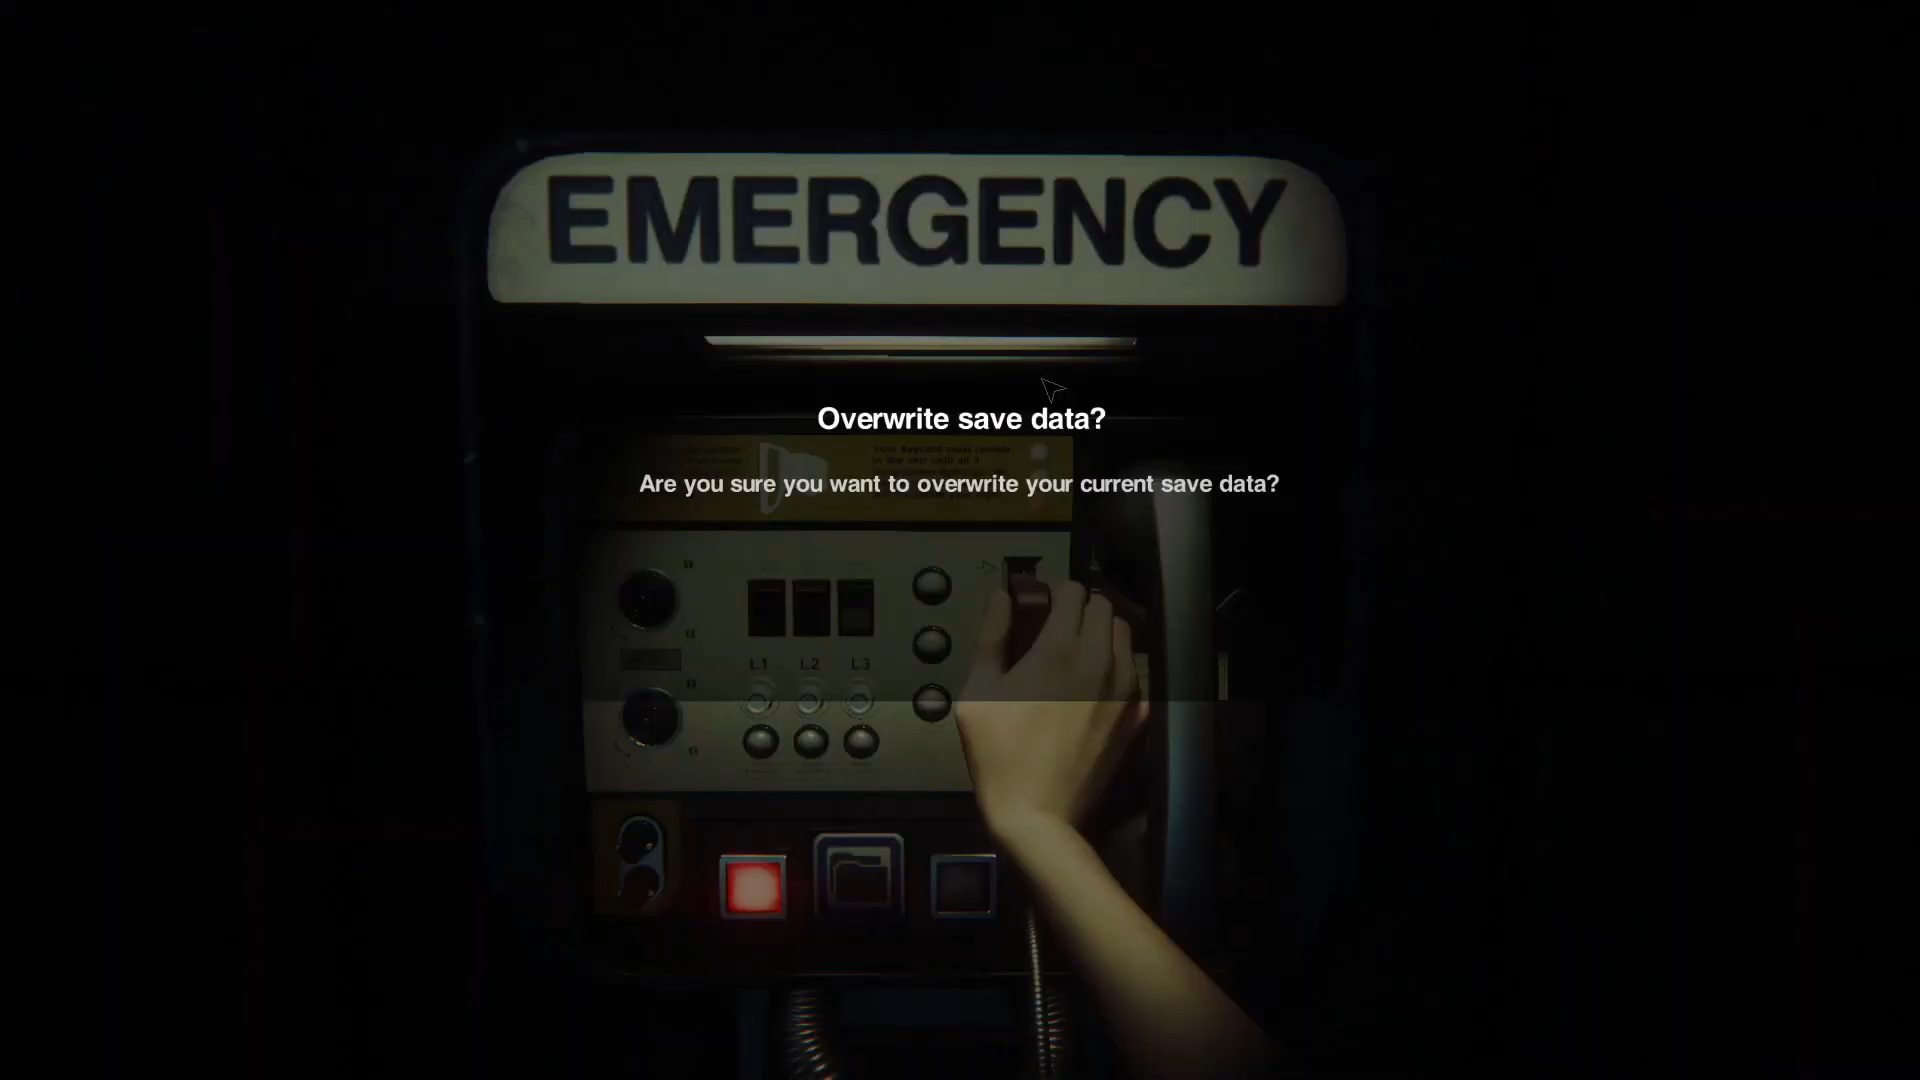 EMERGENCY
Overwrite save data?
Are you sure you want to overwrite your current save data?
L1 L2 L3